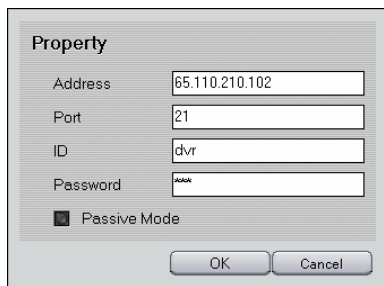 Property
Address 65.110.210.102
Port 21
ID dvr
Password ***
Passive Mode
OK Cancel